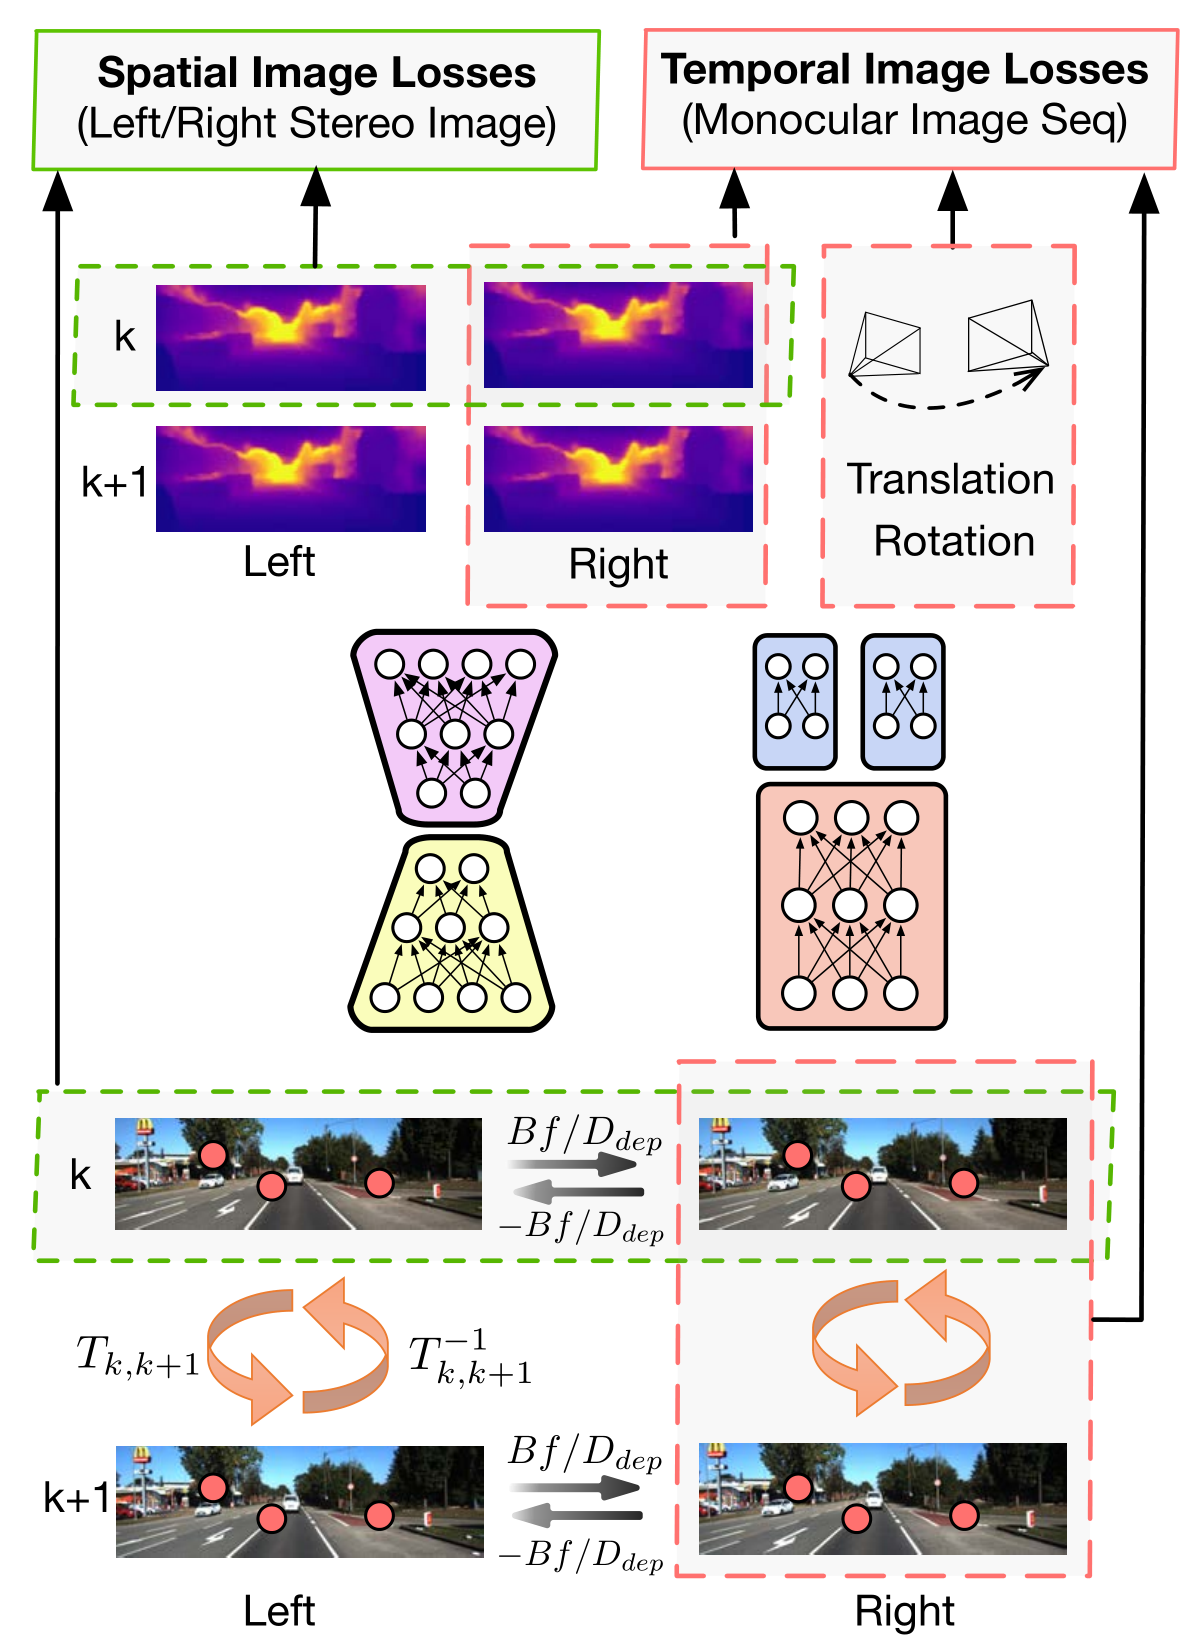 Spatial Image Losses
(Left/Right Stereo Image)
Temporal Image Losses
(Monocular Image Seq)
k
k+1
Left
Right
Translation
Rotation
k
Bf/D_{dep}
-Bf/D_{dep}
T_{k,k+1}
T_{k,k+1}^{-1}
k+1
Bf/D_{dep}
-Bf/D_{dep}
Left
Right